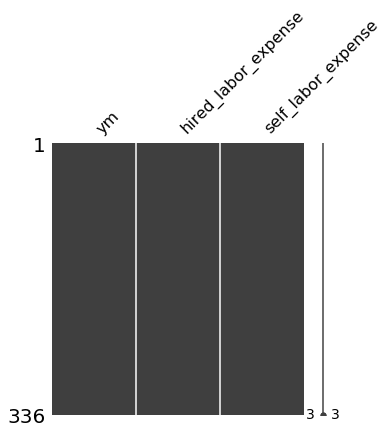 ym
hired_labor_expense
self_labor_expense
1
336
3 3